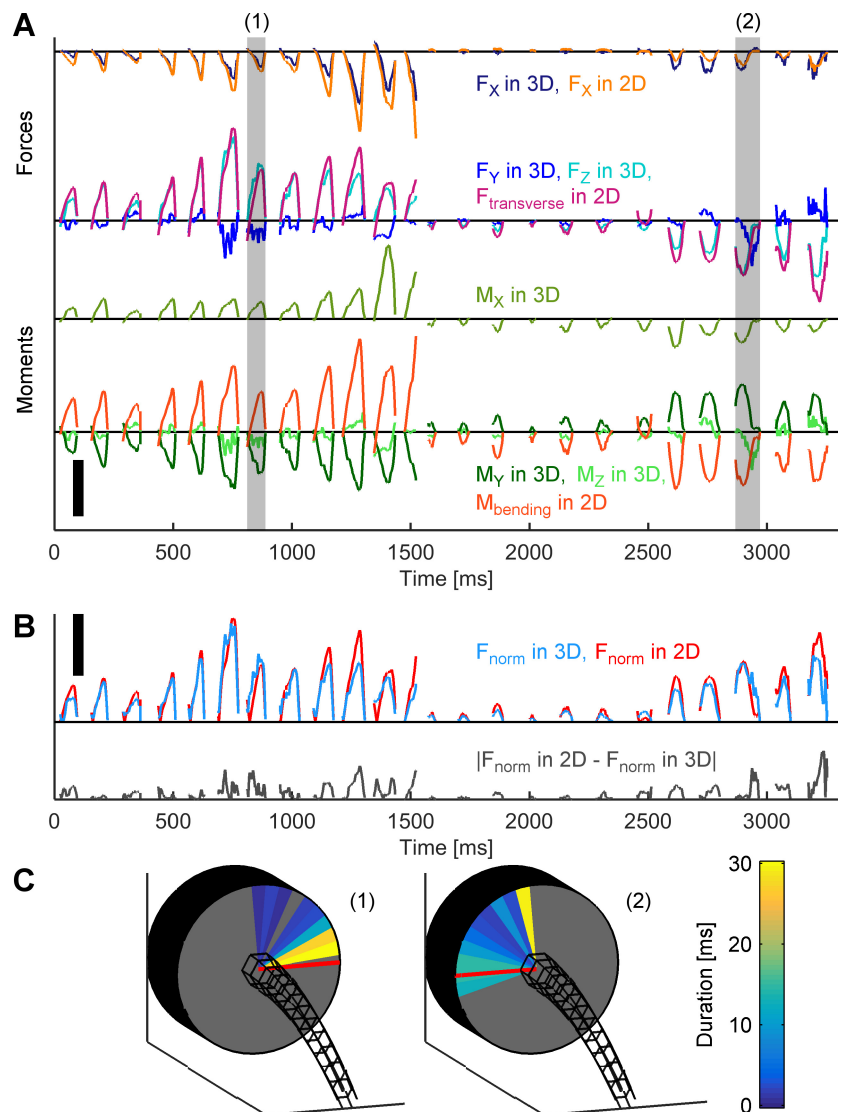 A
(1)
(2)
Forces
F_X in 3D, F_X in 2D
F_Y in 3D, F_Z in 3D,
F_transverse in 2D
M_X in 3D
Moments
M_Y in 3D, M_Z in 3D,
M_bending in 2D
0 500 1000 1500 2000 2500 3000
Time [ms]
B
F_norm in 3D, F_norm in 2D
|F_norm in 2D - F_norm in 3D|
0 500 1000 1500 2000 2500 3000
Time [ms]
C
(1)
(2)
Duration [ms]
30
20
10
0